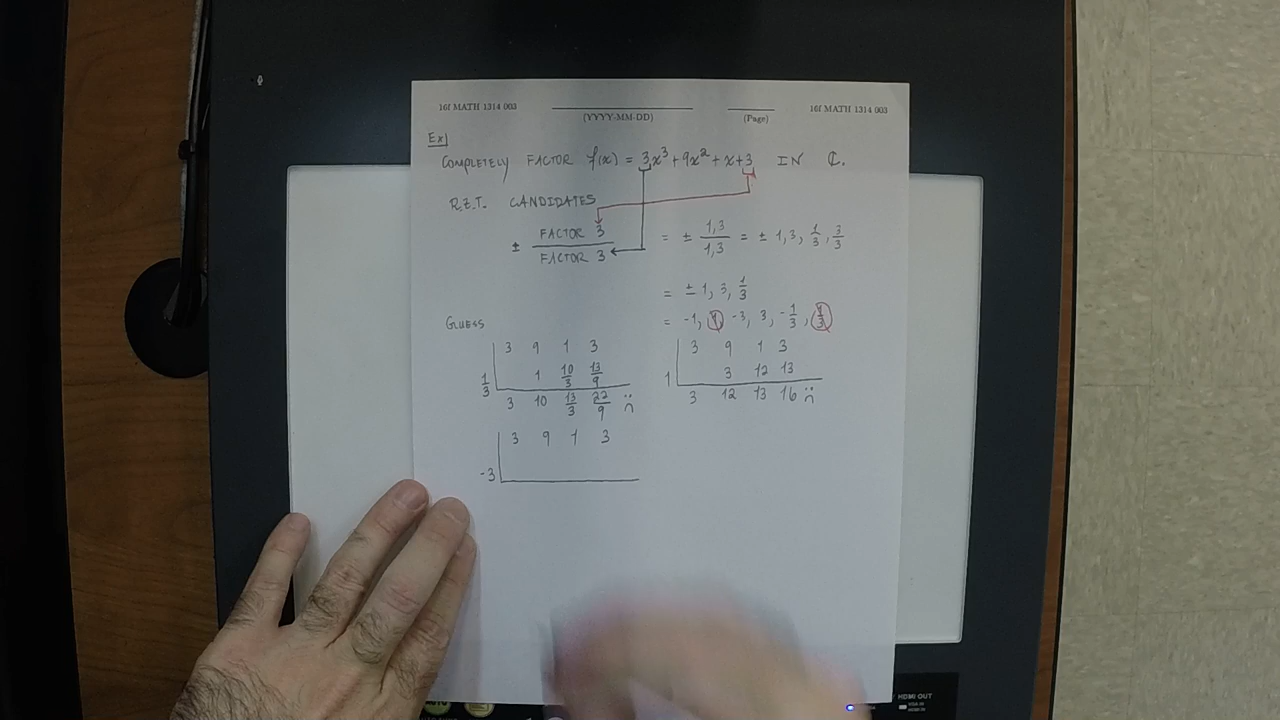 16f MATH 1314 003 (YYYY-MM-DD) (Page) 16f MATH 1314 003
Ex]
COMPLETELY FACTOR f(x) = 3x³ + 9x² + x + 3 IN ℂ.
R.Z.T. CANDIDATES
± FACTOR 3 / FACTOR 3 = ± 1,3 / 1,3 = ± 1, 3, 1/3, 3/3
= ± 1, 3, 1/3
GUESS = -1, 1, -3, 3, -1/3, 1/3
3 9 1 3
1 10/3 13/9
1/3
3 10 13/3 22/9
3 9 1 3
3 12 13
1
3 12 13 16
3 9 1 3
-3
HDMI OUT